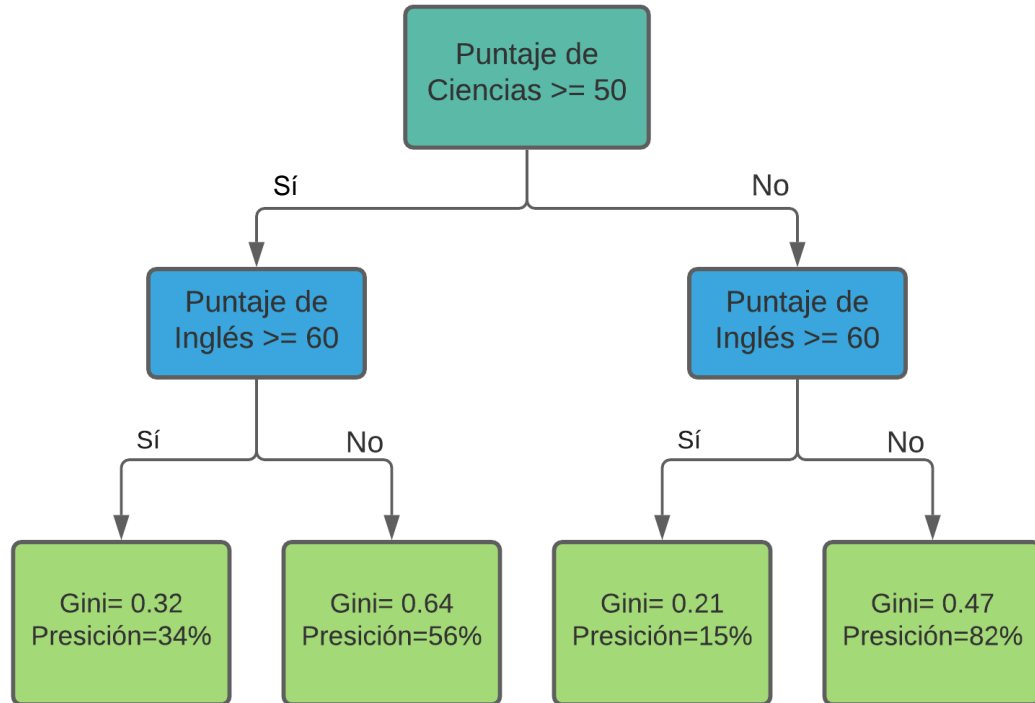 Puntaje de
Ciencias >= 50
Sí
No
Puntaje de
Inglés >= 60
Puntaje de
Inglés >= 60
Sí
No
Sí
No
Gini= 0.32
Presición=34%
Gini= 0.64
Presición=56%
Gini= 0.21
Presición=15%
Gini= 0.47
Presición=82%